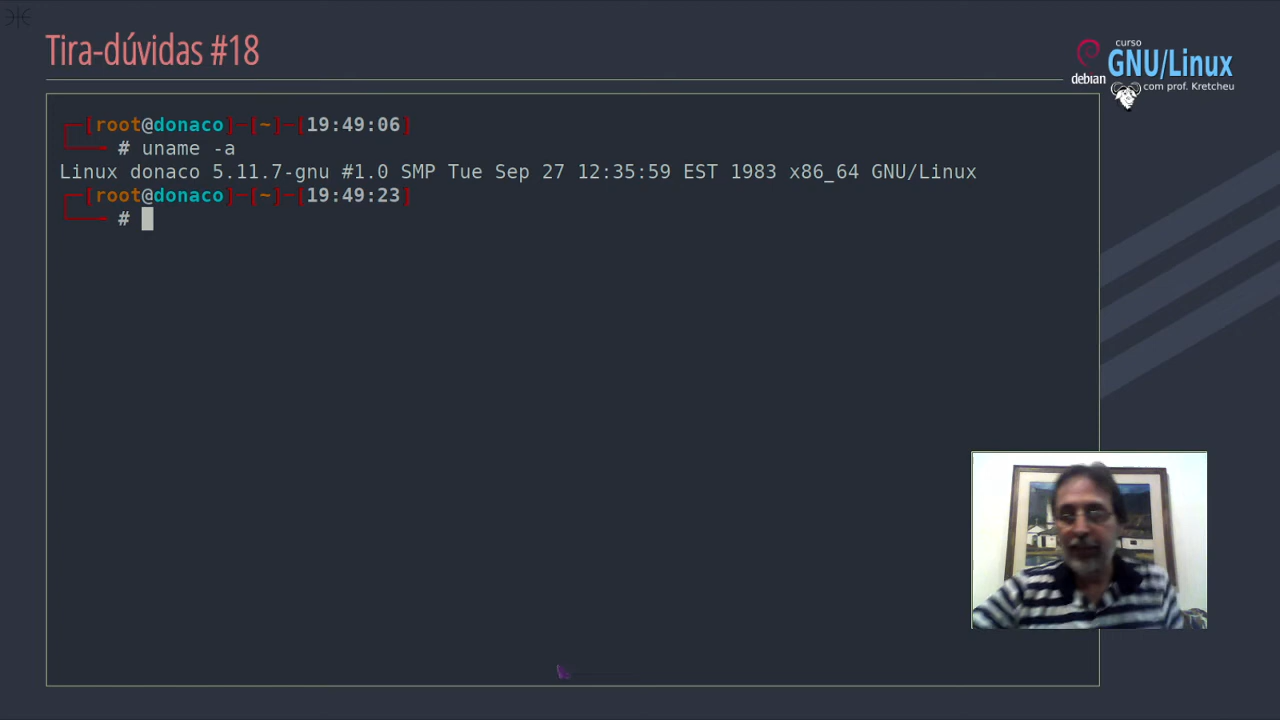 Tira-dúvidas #18
curso
GNU/Linux
debian
com prof. Kretcheu
[root@donaco]-[~]-[19:49:06]
# uname -a
Linux donaco 5.11.7-gnu #1.0 SMP Tue Sep 27 12:35:59 EST 1983 x86_64 GNU/Linux
[root@donaco]-[~]-[19:49:23]
#